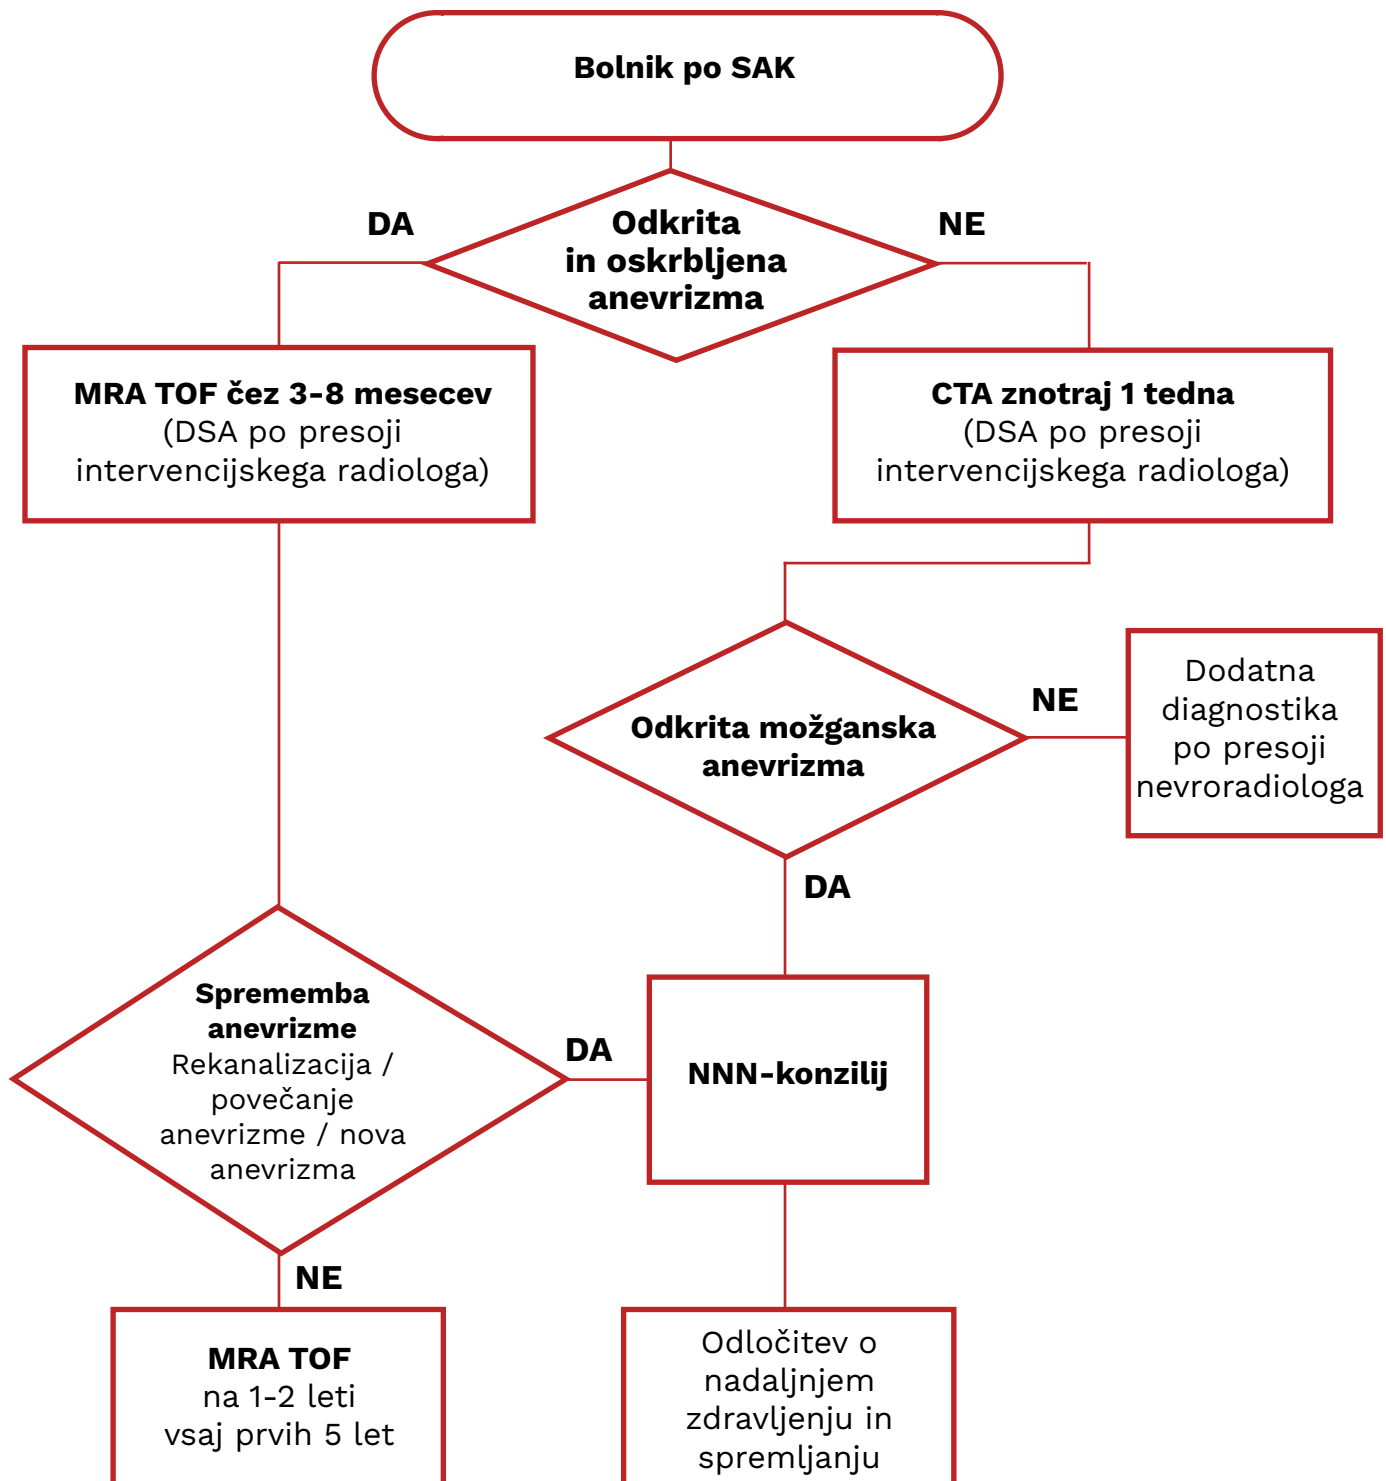 Bolnik po SAK
DA
Odkrita
in oskrbljena
anevrizma
NE
MRA TOF čez 3-8 mesecev
(DSA po presoji
intervencijskega radiologa)
CTA znotraj 1 tedna
(DSA po presoji
intervencijskega radiologa)
Odkrita možganska
anevrizma
NE
Dodatna
diagnostika
po presoji
nevroradiologa
DA
Sprememba
anevrizme
Rekanalizacija /
povečanje
anevrizme / nova
anevrizma
DA
NNN-konzilij
NE
MRA TOF
na 1-2 leti
vsaj prvih 5 let
Odločitev o
nadaljnjem
zdravljenju in
spremljanju